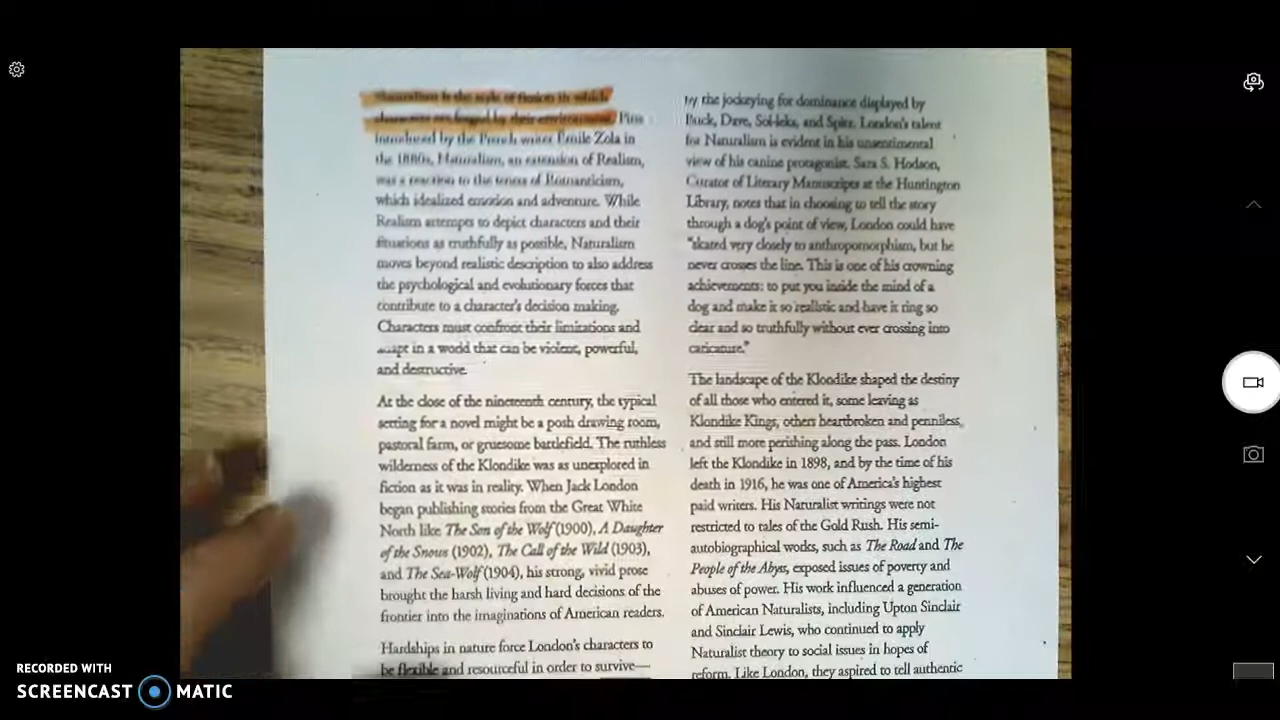 Naturalism is the style of fiction in which
characters are forged by their environment. First
introduced by the French writer Émile Zola in
the 1880s, Naturalism, an extension of Realism,
was a reaction to the tenets of Romanticism,
which idealized emotion and adventure. While
Realism attempts to depict characters and their
situations as truthfully as possible, Naturalism
moves beyond realistic description to also address
the psychological and evolutionary forces that
contribute to a character's decision making.
Characters must confront their limitations and
adapt in a world that can be violent, powerful,
and destructive.
At the close of the nineteenth century, the typical
setting for a novel might be a posh drawing room,
pastoral farm, or gruesome battlefield. The ruthless
wilderness of the Klondike was as unexplored in
fiction as it was in reality. When Jack London
began publishing stories from the Great White
North like The Son of the Wolf (1900), A Daughter
of the Snows (1902), The Call of the Wild (1903),
and The Sea-Wolf (1904), his strong, vivid prose
brought the harsh living and hard decisions of the
frontier into the imaginations of American readers.
Hardships in nature force London's characters to
be flexible and resourceful in order to survive—
by the jockeying for dominance displayed by
Buck, Dave, Sol-leks, and Spitz. London's talent
for Naturalism is evident in his unsentimental
view of his canine protagonist. Sara S. Hodson,
Curator of Literary Manuscripts at the Huntington
Library, notes that in choosing to tell the story
through a dog's point of view, London could have
"skated very closely to anthropomorphism, but he
never crosses the line. This is one of his crowning
achievements: to put you inside the mind of a
dog and make it so realistic and have it ring so
clear and so truthfully without ever crossing into
caricature."
The landscape of the Klondike shaped the destiny
of all those who entered it, some leaving as
Klondike Kings, others heartbroken and penniless,
and still more perishing along the pass. London
left the Klondike in 1898, and by the time of his
death in 1916, he was one of America's highest
paid writers. His Naturalist writings were not
restricted to tales of the Gold Rush. His semi-
autobiographical works, such as The Road and The
People of the Abyss, exposed issues of poverty and
abuses of power. His work influenced a generation
of American Naturalists, including Upton Sinclair
and Sinclair Lewis, who continued to apply
Naturalist theory to social issues in hopes of
reform. Like London, they aspired to tell authentic
RECORDED WITH
SCREENCAST MATIC